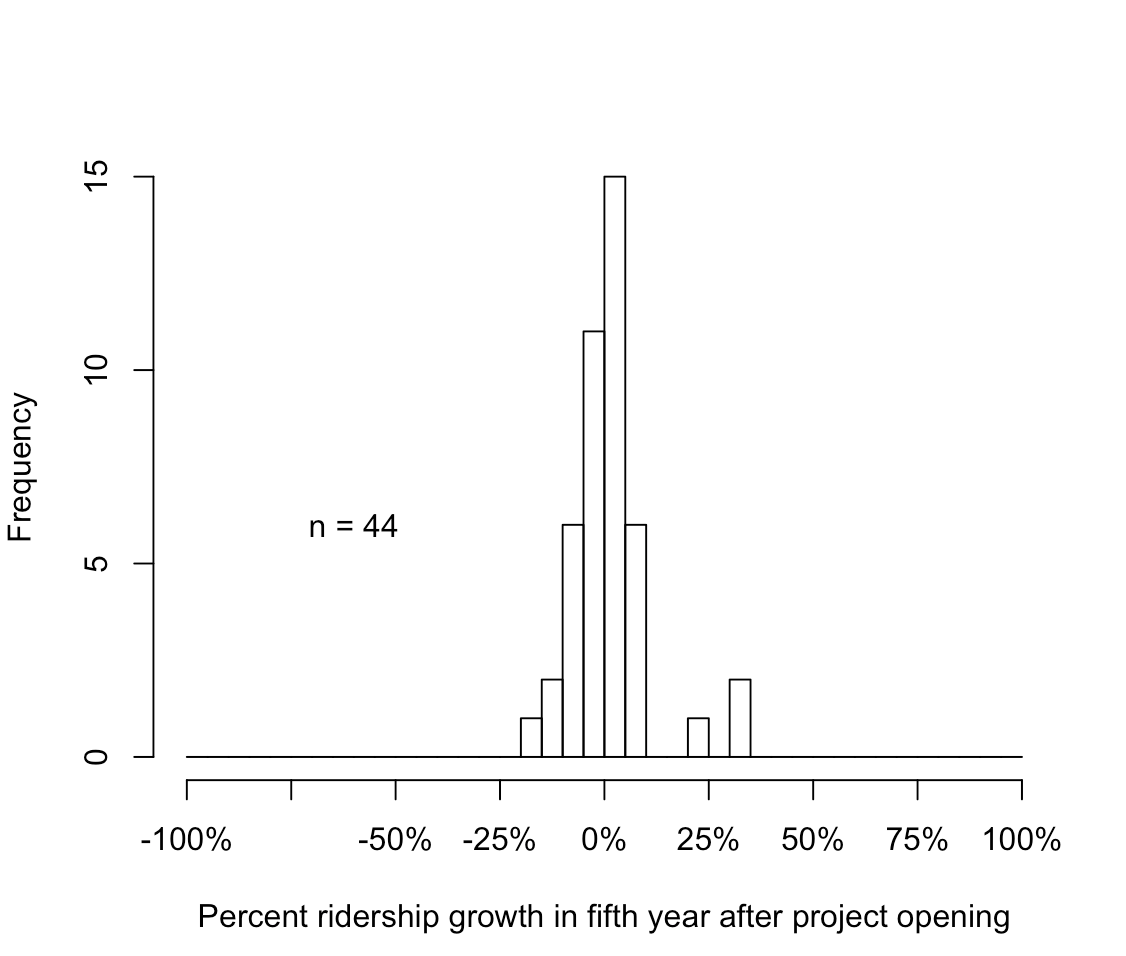 15
10
5
0
Frequency
n = 44
-100% -50% -25% 0% 25% 50% 75% 100%
Percent ridership growth in fifth year after project opening